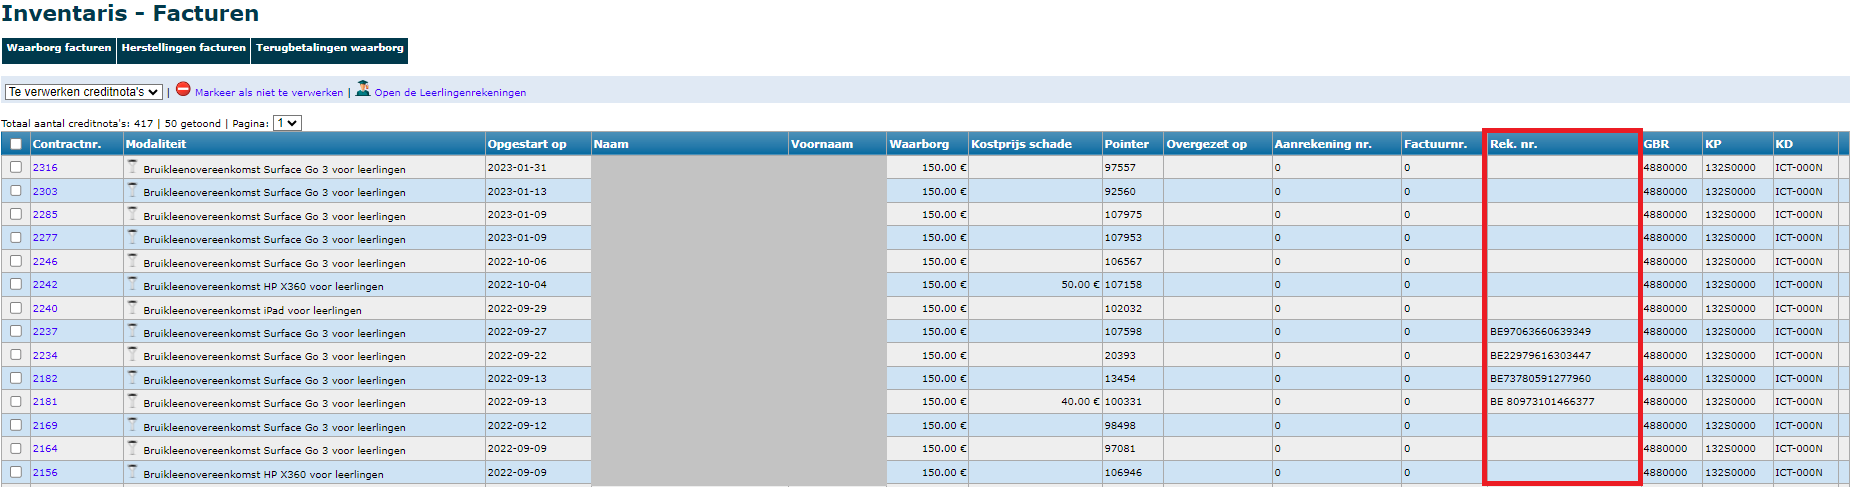 Inventaris - Facturen
Waarborg facturen Herstellingen facturen Terugbetalingen waarborg
Te verwerken creditnota's | Markeer als niet te verwerken | Open de Leerlingenrekeningen
Totaal aantal creditnota's: 417 | 50 getoond | Pagina: 1
Contractnr. Modaliteit Opgestart op Naam Voornaam Waarborg Kostprijs schade Pointer Overgezet op Aanrekening nr. Factuurnr. Rek. nr. GBR KP KD
2316 Bruikleenovereenkomst Surface Go 3 voor leerlingen 2023-01-31 150.00 € 97557 0 0 4880000 132S0000 ICT-000N
2303 Bruikleenovereenkomst Surface Go 3 voor leerlingen 2023-01-13 150.00 € 92560 0 0 4880000 132S0000 ICT-000N
2285 Bruikleenovereenkomst Surface Go 3 voor leerlingen 2023-01-09 150.00 € 107975 0 0 4880000 132S0000 ICT-000N
2277 Bruikleenovereenkomst Surface Go 3 voor leerlingen 2023-01-09 150.00 € 107953 0 0 4880000 132S0000 ICT-000N
2246 Bruikleenovereenkomst Surface Go 3 voor leerlingen 2022-10-06 150.00 € 106567 0 0 4880000 132S0000 ICT-000N
2242 Bruikleenovereenkomst HP X360 voor leerlingen 2022-10-04 150.00 € 50.00 € 107158 0 0 4880000 132S0000 ICT-000N
2240 Bruikleenovereenkomst iPad voor leerlingen 2022-09-29 150.00 € 102032 0 0 4880000 132S0000 ICT-000N
2237 Bruikleenovereenkomst Surface Go 3 voor leerlingen 2022-09-27 150.00 € 107598 0 0 BE97063660639349 4880000 132S0000 ICT-000N
2234 Bruikleenovereenkomst Surface Go 3 voor leerlingen 2022-09-22 150.00 € 20393 0 0 BE22979616303447 4880000 132S0000 ICT-000N
2182 Bruikleenovereenkomst Surface Go 3 voor leerlingen 2022-09-13 150.00 € 13454 0 0 BE73780591277960 4880000 132S0000 ICT-000N
2181 Bruikleenovereenkomst Surface Go 3 voor leerlingen 2022-09-13 150.00 € 40.00 € 100331 0 0 BE 80973101466377 4880000 132S0000 ICT-000N
2169 Bruikleenovereenkomst Surface Go 3 voor leerlingen 2022-09-12 150.00 € 98498 0 0 4880000 132S0000 ICT-000N
2164 Bruikleenovereenkomst Surface Go 3 voor leerlingen 2022-09-09 150.00 € 97081 0 0 4880000 132S0000 ICT-000N
2156 Bruikleenovereenkomst HP X360 voor leerlingen 2022-09-09 150.00 € 106946 0 0 4880000 132S0000 ICT-000N